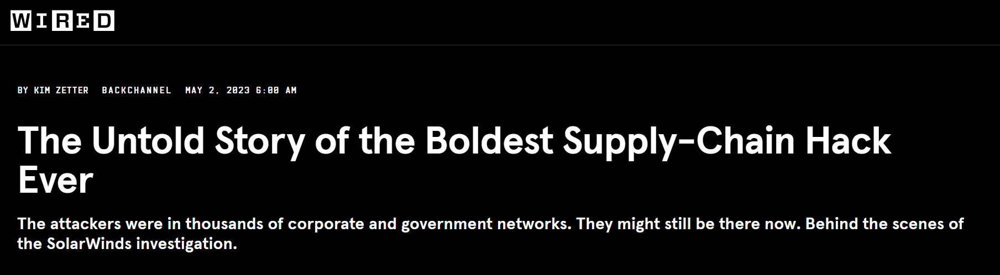 WIRED
BY KIM ZETTER BACKCHANNEL MAY 2, 2023 6:00 AM
The Untold Story of the Boldest Supply-Chain Hack
Ever
The attackers were in thousands of corporate and government networks. They might still be there now. Behind the scenes of
the SolarWinds investigation.